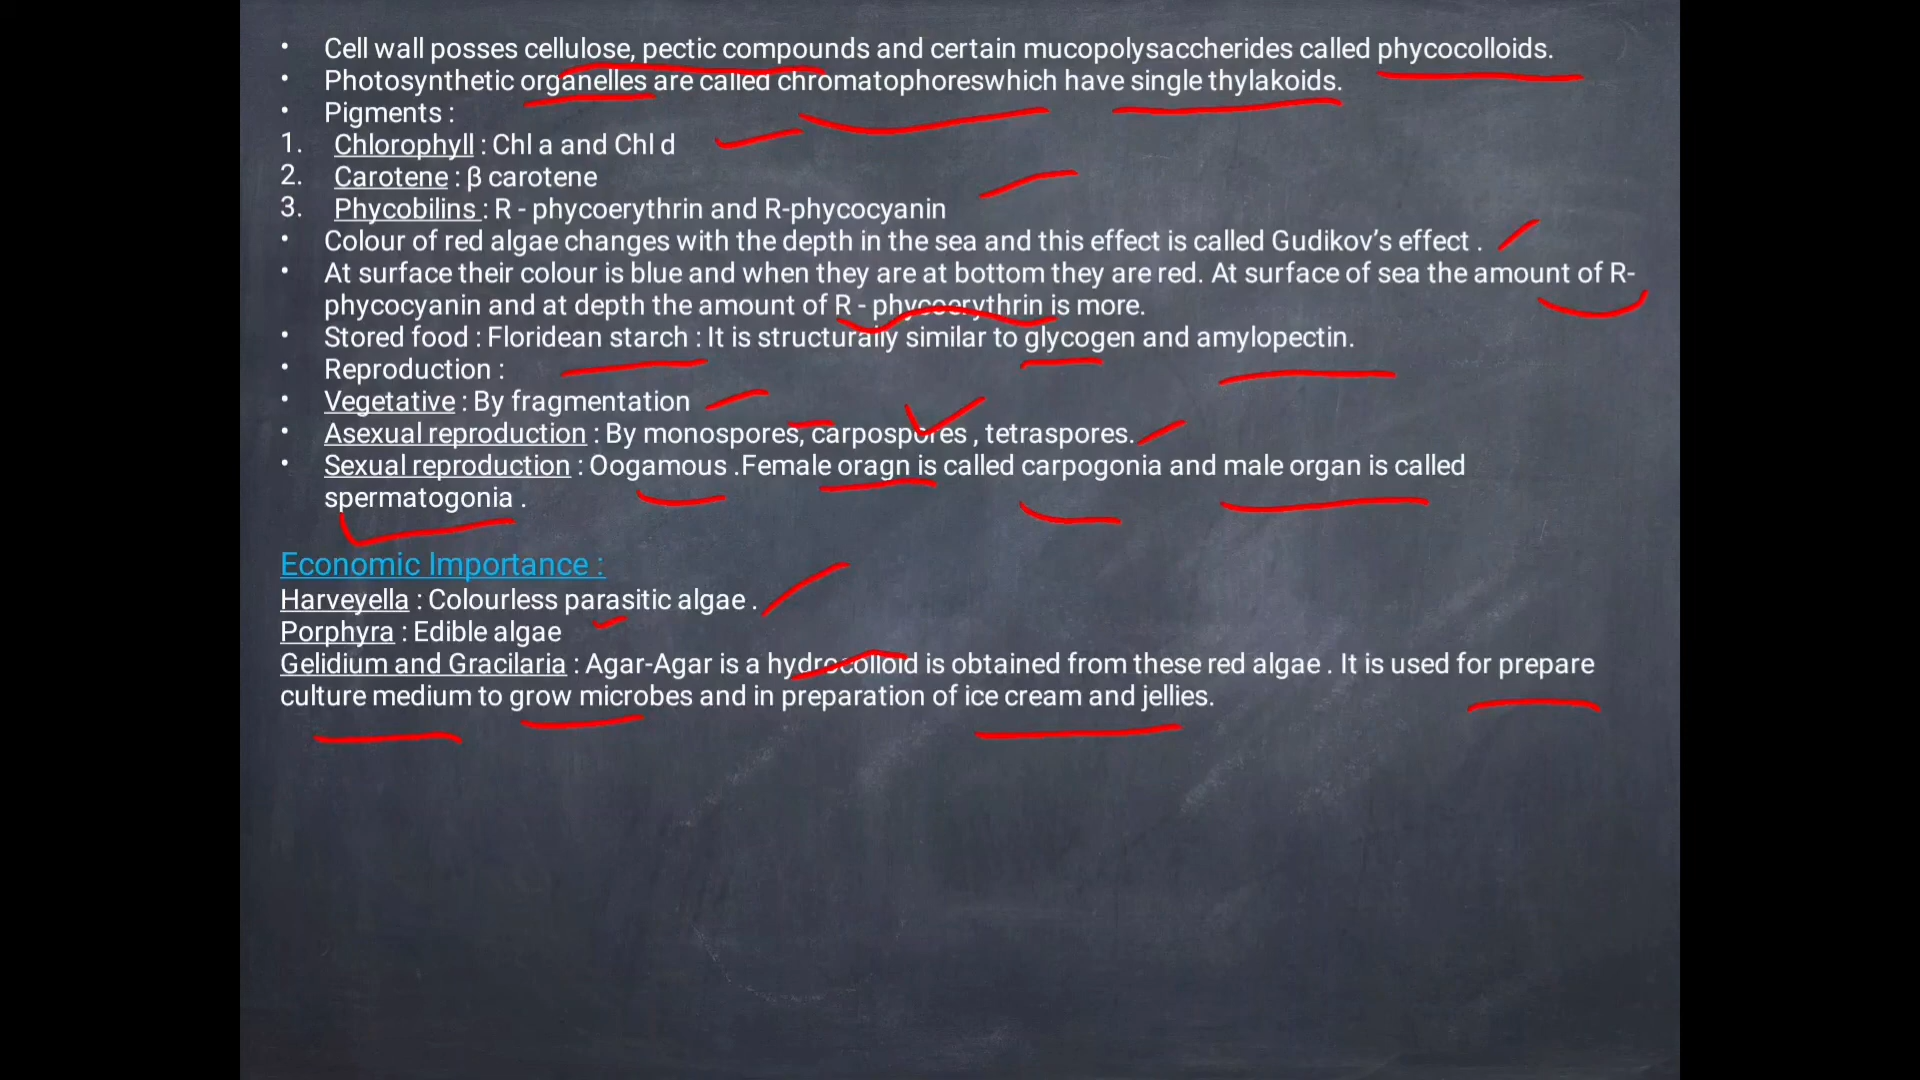 • Cell wall posses cellulose, pectic compounds and certain mucopolysaccherides called phycocolloids.
• Photosynthetic organelles are called chromatophoreswhich have single thylakoids.
• Pigments :
1. Chlorophyll : Chl a and Chl d
2. Carotene : β carotene
3. Phycobilins : R - phycoerythrin and R-phycocyanin
• Colour of red algae changes with the depth in the sea and this effect is called Gudikov’s effect .
• At surface their colour is blue and when they are at bottom they are red. At surface of sea the amount of R-
phycocyanin and at depth the amount of R - phycoerythrin is more.
• Stored food : Floridean starch : It is structurally similar to glycogen and amylopectin.
• Reproduction :
• Vegetative : By fragmentation
• Asexual reproduction : By monospores, carpospores , tetraspores.
• Sexual reproduction : Oogamous .Female oragn is called carpogonia and male organ is called
spermatogonia .
Economic Importance :
Harveyella : Colourless parasitic algae .
Porphyra : Edible algae
Gelidium and Gracilaria : Agar-Agar is a hydrocolloid is obtained from these red algae . It is used for prepare
culture medium to grow microbes and in preparation of ice cream and jellies.